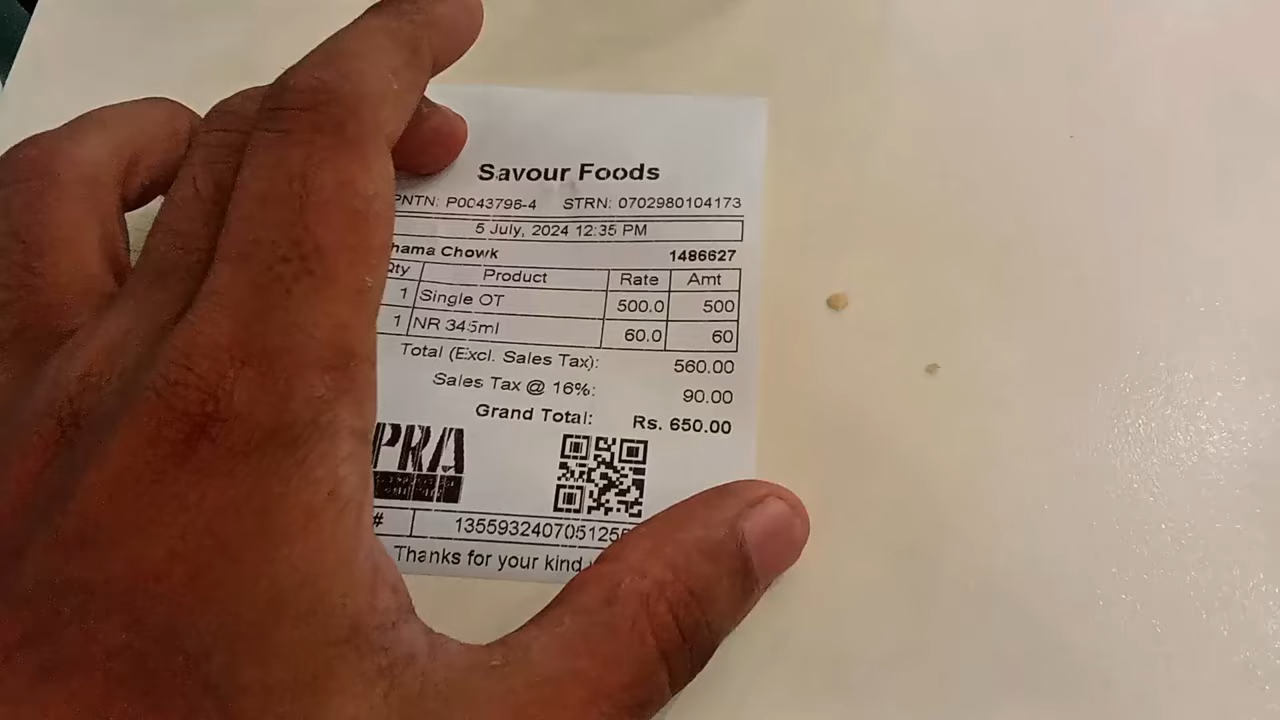 Savour Foods
PNTN: P0043796-4 STRN: 0702980104173
5 July, 2024 12:35 PM
Chowk 1486627
Qty Product Rate Amt
1 Single OT 500.0 500
1 NR 345ml 60.0 60
Total (Excl. Sales Tax): 560.00
Sales Tax @ 16%: 90.00
Grand Total: Rs. 650.00
PRA
#
Thanks for your kind